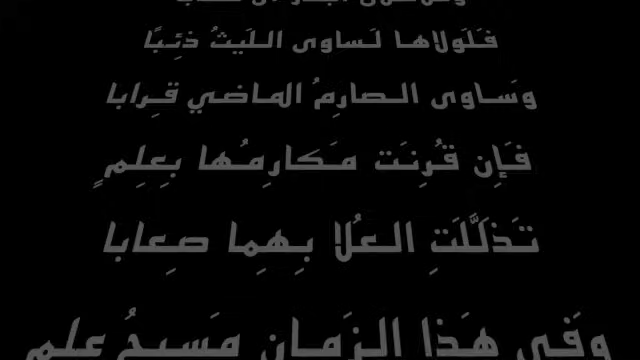 فَلَولاها لَساوى اللَيثُ ذِئبًا
وَساوى الصارِمُ الماضي قِرابا
فَإِن قُرِنَت مَكارِمُها بِعِلمٍ
تَذَلَّلَتِ العُلا بِهِما صِعابا
وَفي هَذا الزَمانِ مَسيحُ علم